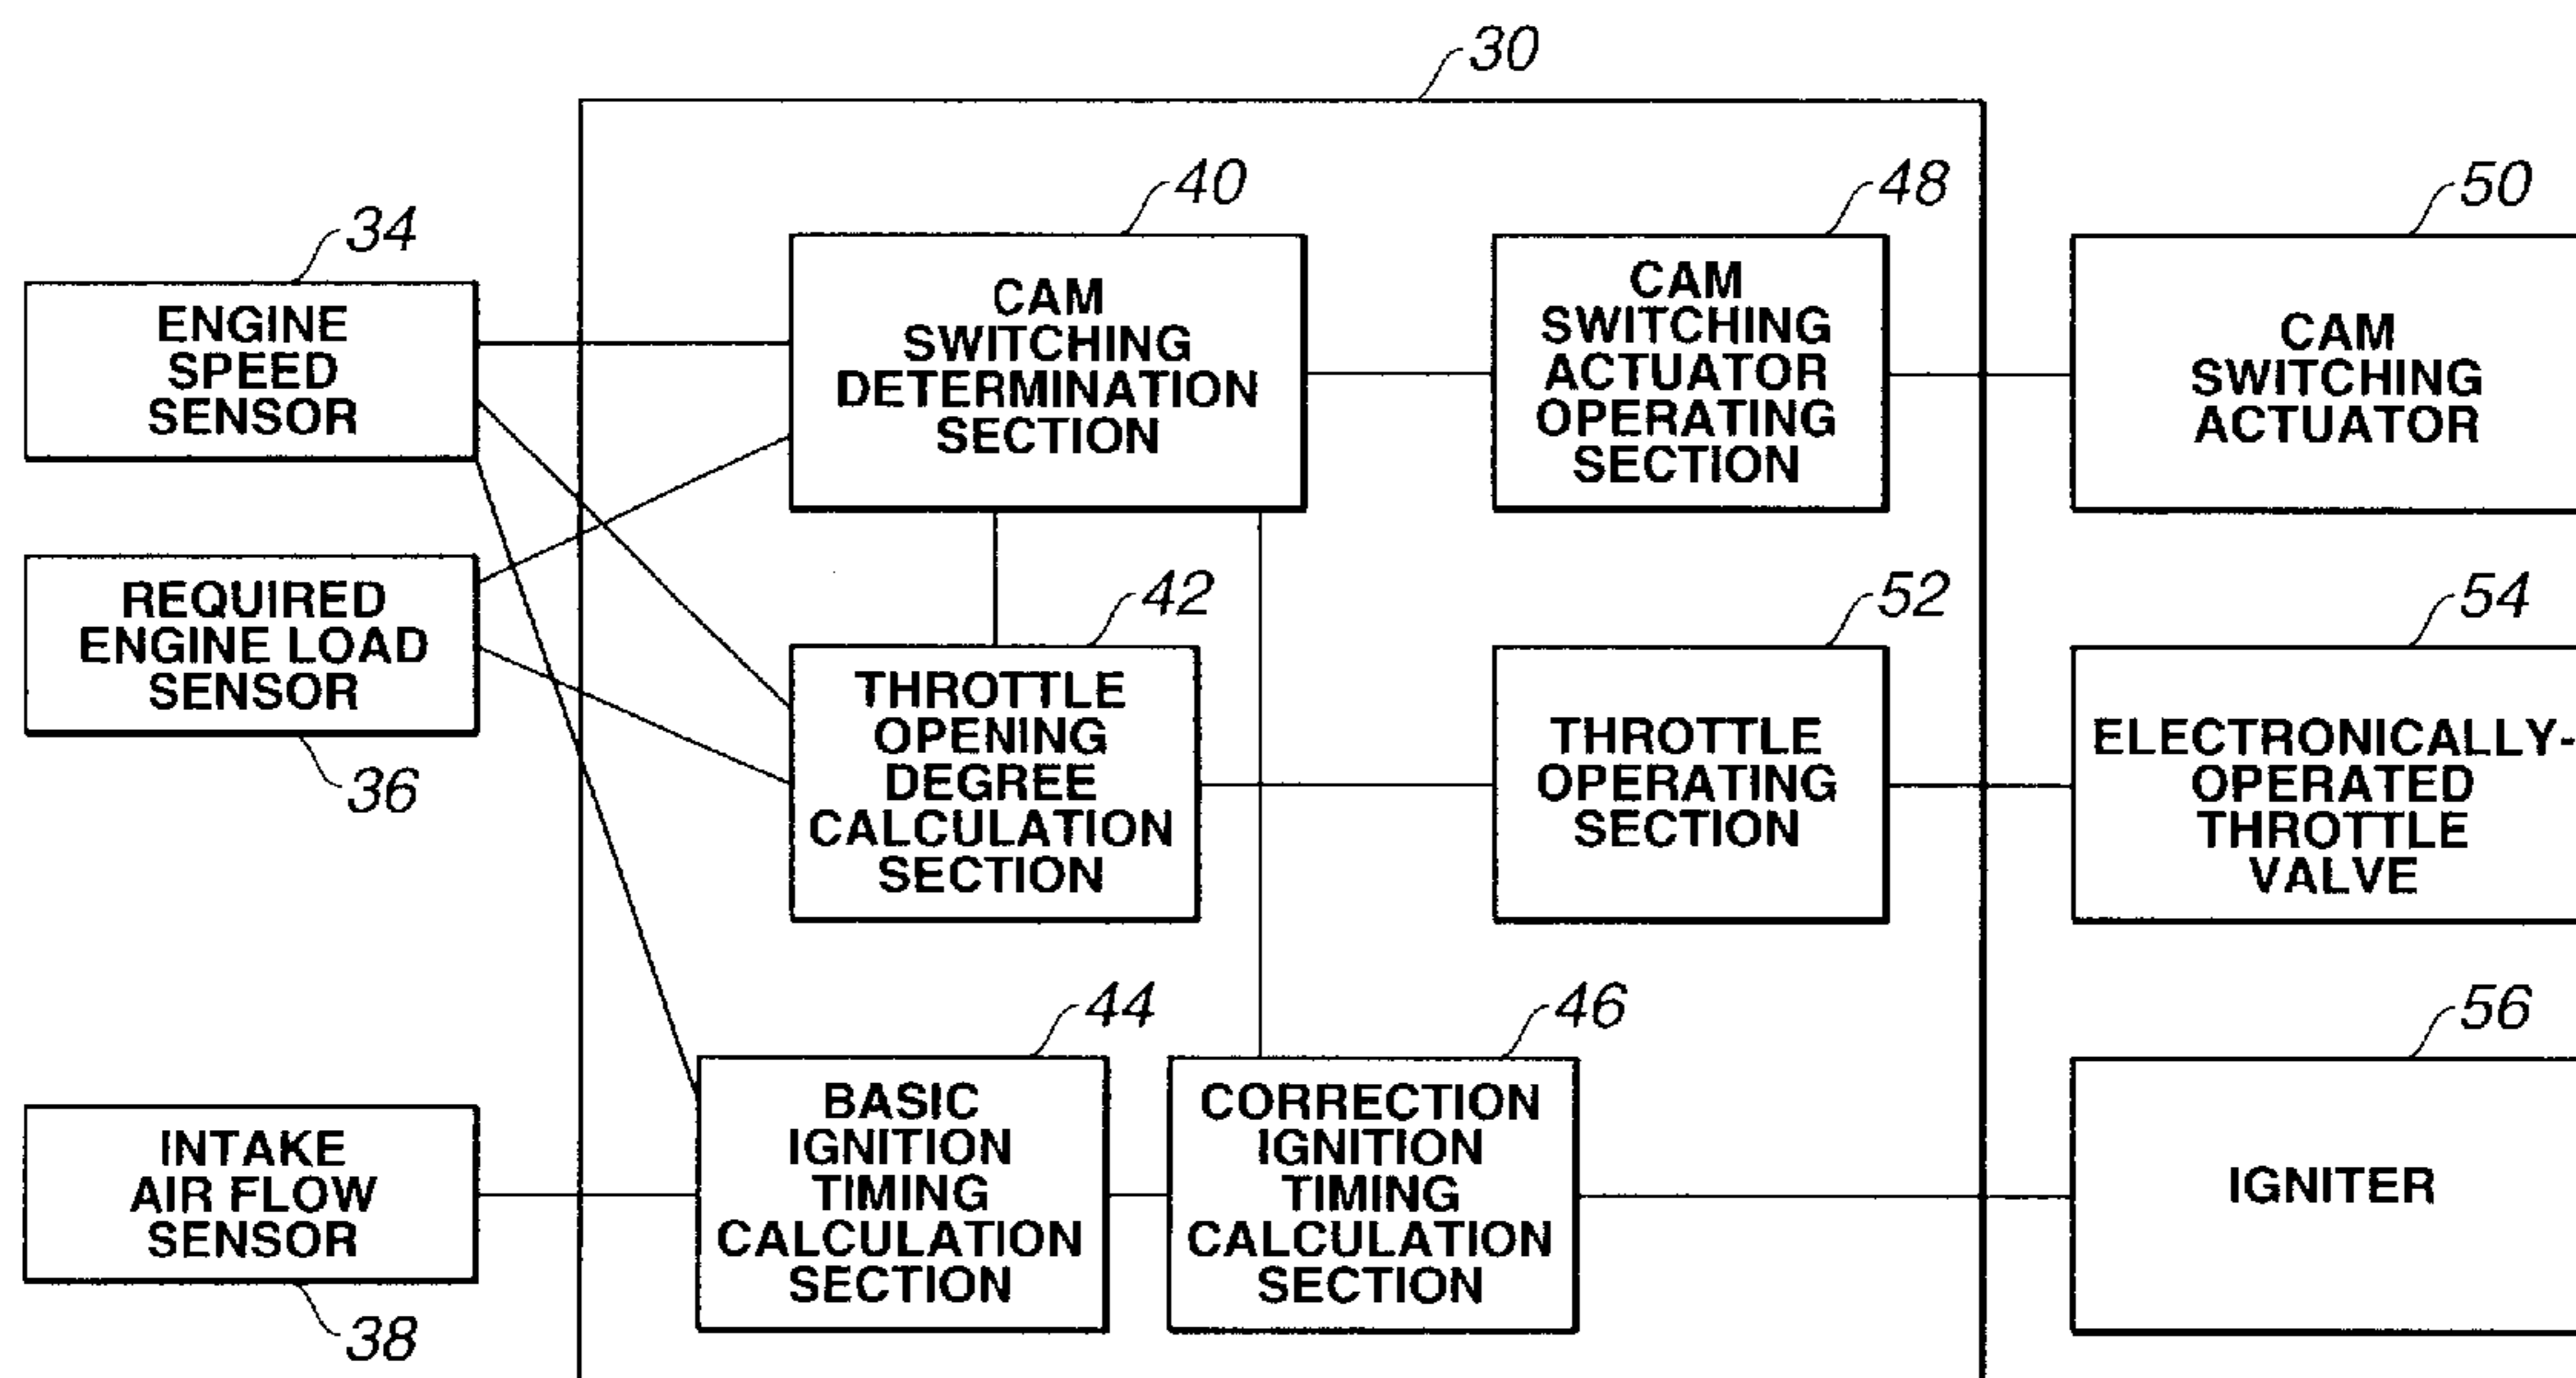 30
34
ENGINE
SPEED
SENSOR
40
CAM
SWITCHING
DETERMINATION
SECTION
48
CAM
SWITCHING
ACTUATOR
OPERATING
SECTION
50
CAM
SWITCHING
ACTUATOR
REQUIRED
ENGINE LOAD
SENSOR
36
42
THROTTLE
OPENING
DEGREE
CALCULATION
SECTION
52
THROTTLE
OPERATING
SECTION
54
ELECTRONICALLY-
OPERATED
THROTTLE
VALVE
INTAKE
AIR FLOW
SENSOR
38
44
BASIC
IGNITION
TIMING
CALCULATION
SECTION
46
CORRECTION
IGNITION
TIMING
CALCULATION
SECTION
56
IGNITER